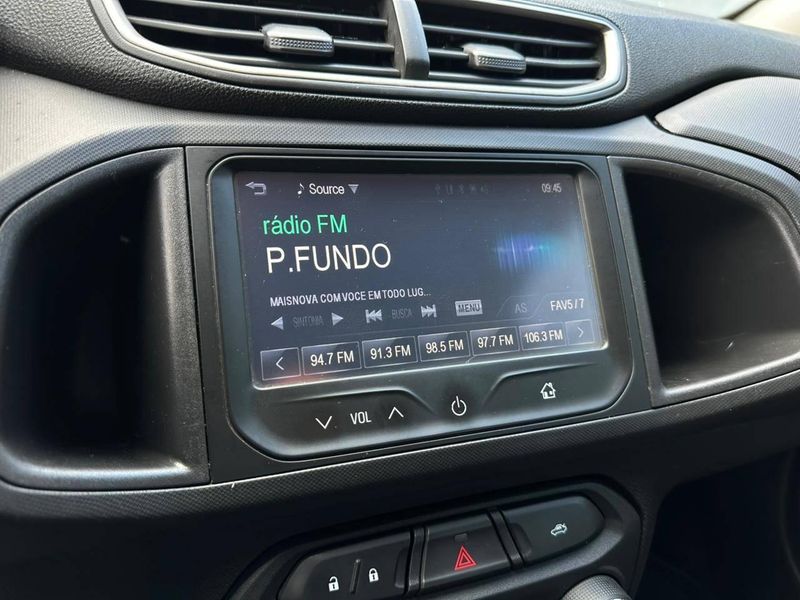 Source 09:45
rádio FM
P.FUNDO
MAISNOVA COM VOCE EM TODO LUG...
SINTONIA BUSCA MENU AS FAV5/7
94.7 FM 91.3 FM 98.5 FM 97.7 FM 106.3 FM
VOL